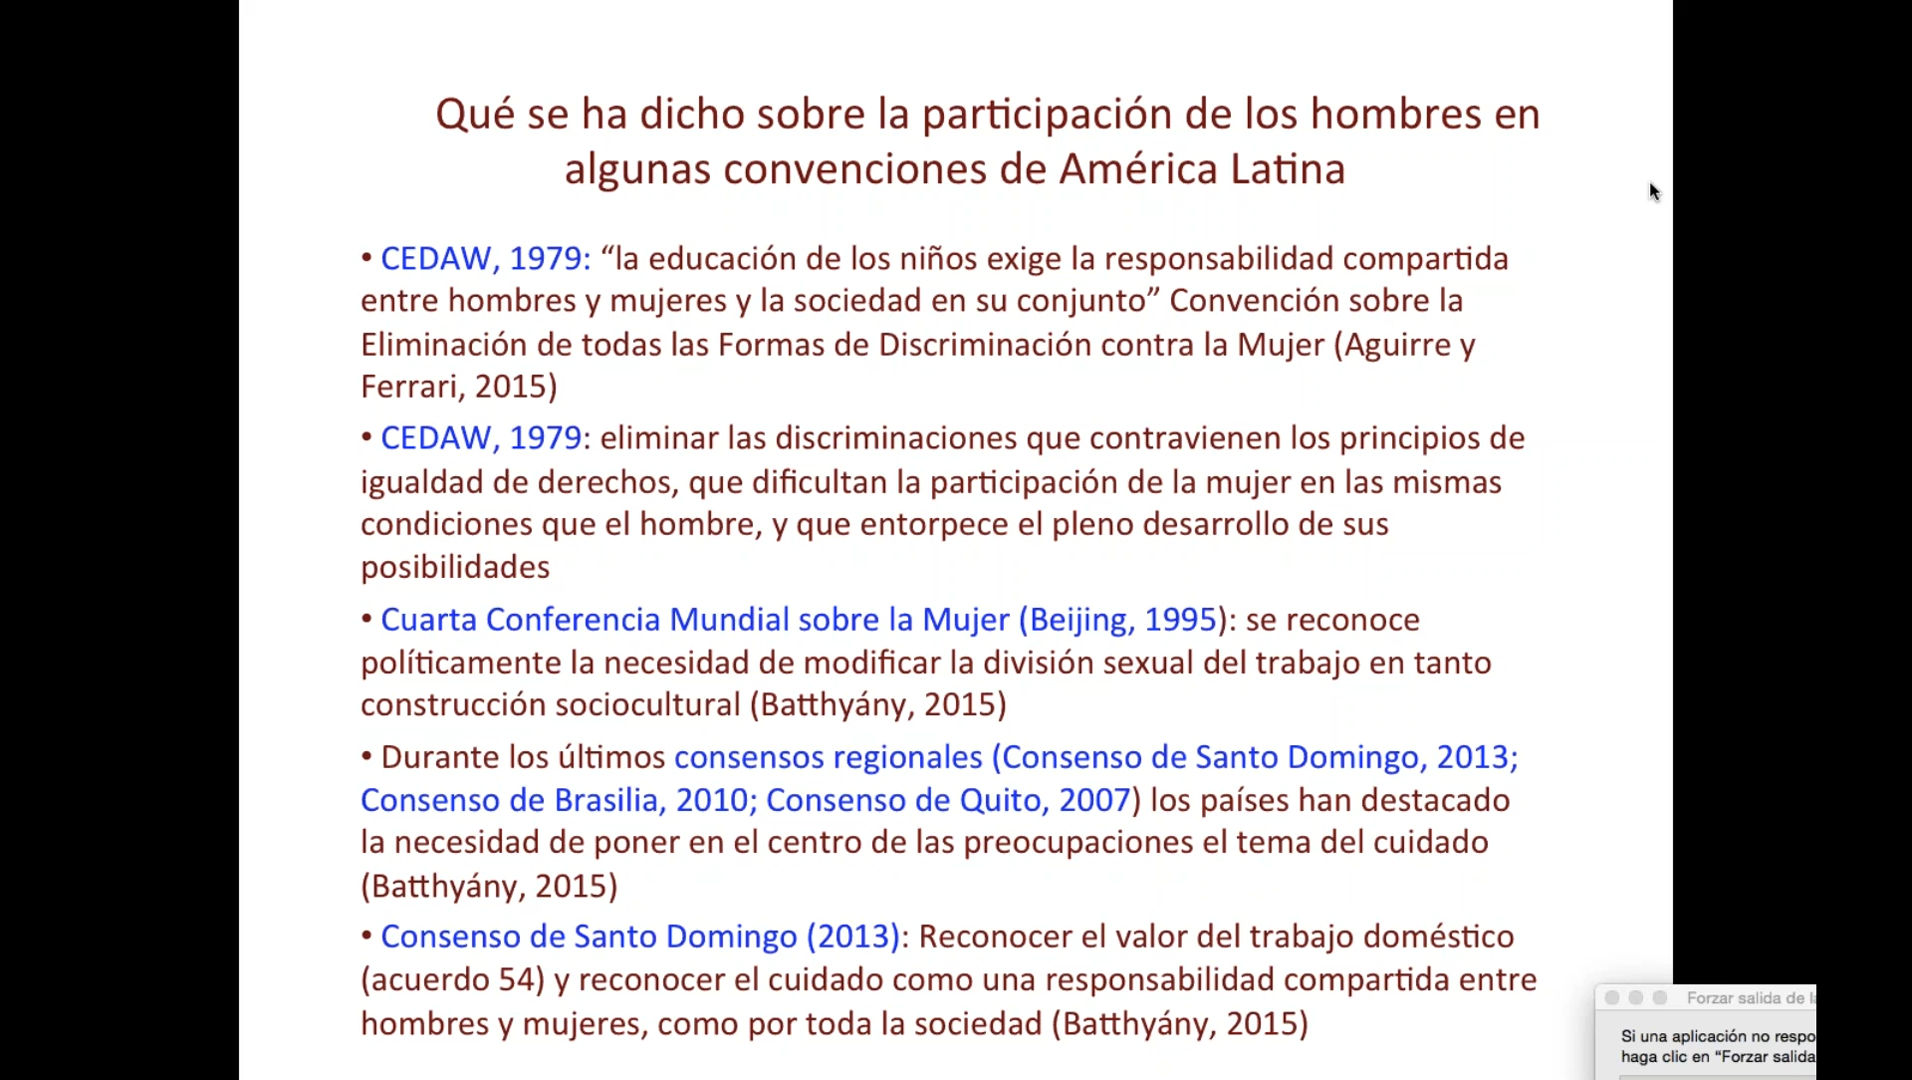 Qué se ha dicho sobre la participación de los hombres en
algunas convenciones de América Latina
• CEDAW, 1979: “la educación de los niños exige la responsabilidad compartida
entre hombres y mujeres y la sociedad en su conjunto” Convención sobre la
Eliminación de todas las Formas de Discriminación contra la Mujer (Aguirre y
Ferrari, 2015)
• CEDAW, 1979: eliminar las discriminaciones que contravienen los principios de
igualdad de derechos, que dificultan la participación de la mujer en las mismas
condiciones que el hombre, y que entorpece el pleno desarrollo de sus
posibilidades
• Cuarta Conferencia Mundial sobre la Mujer (Beijing, 1995): se reconoce
políticamente la necesidad de modificar la división sexual del trabajo en tanto
construcción sociocultural (Batthyány, 2015)
• Durante los últimos consensos regionales (Consenso de Santo Domingo, 2013;
Consenso de Brasilia, 2010; Consenso de Quito, 2007) los países han destacado
la necesidad de poner en el centro de las preocupaciones el tema del cuidado
(Batthyány, 2015)
• Consenso de Santo Domingo (2013): Reconocer el valor del trabajo doméstico
(acuerdo 54) y reconocer el cuidado como una responsabilidad compartida entre
hombres y mujeres, como por toda la sociedad (Batthyány, 2015)
Forzar salida de
Si una aplicación no respo
haga clic en “Forzar salida